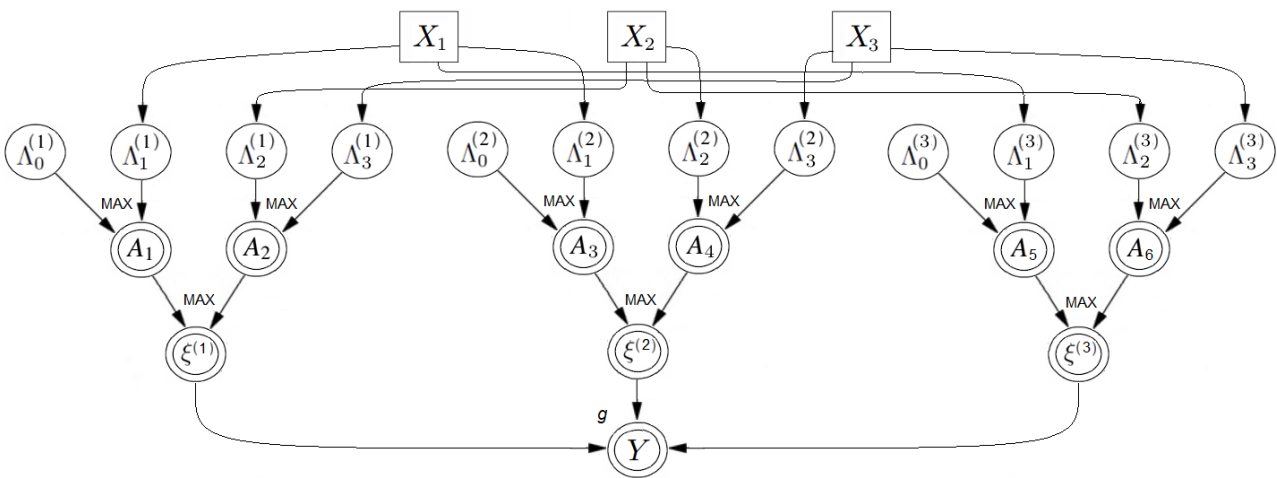 X₁ X₂ X₃
Λ₀⁽¹⁾ Λ₁⁽¹⁾ Λ₂⁽¹⁾ Λ₃⁽¹⁾ Λ₀⁽²⁾ Λ₁⁽²⁾ Λ₂⁽²⁾ Λ₃⁽²⁾ Λ₀⁽³⁾ Λ₁⁽³⁾ Λ₂⁽³⁾ Λ₃⁽³⁾
MAX MAX MAX MAX MAX MAX
A₁ A₂ A₃ A₄ A₅ A₆
MAX MAX MAX
ξ⁽¹⁾ ξ⁽²⁾ ξ⁽³⁾
g
Y